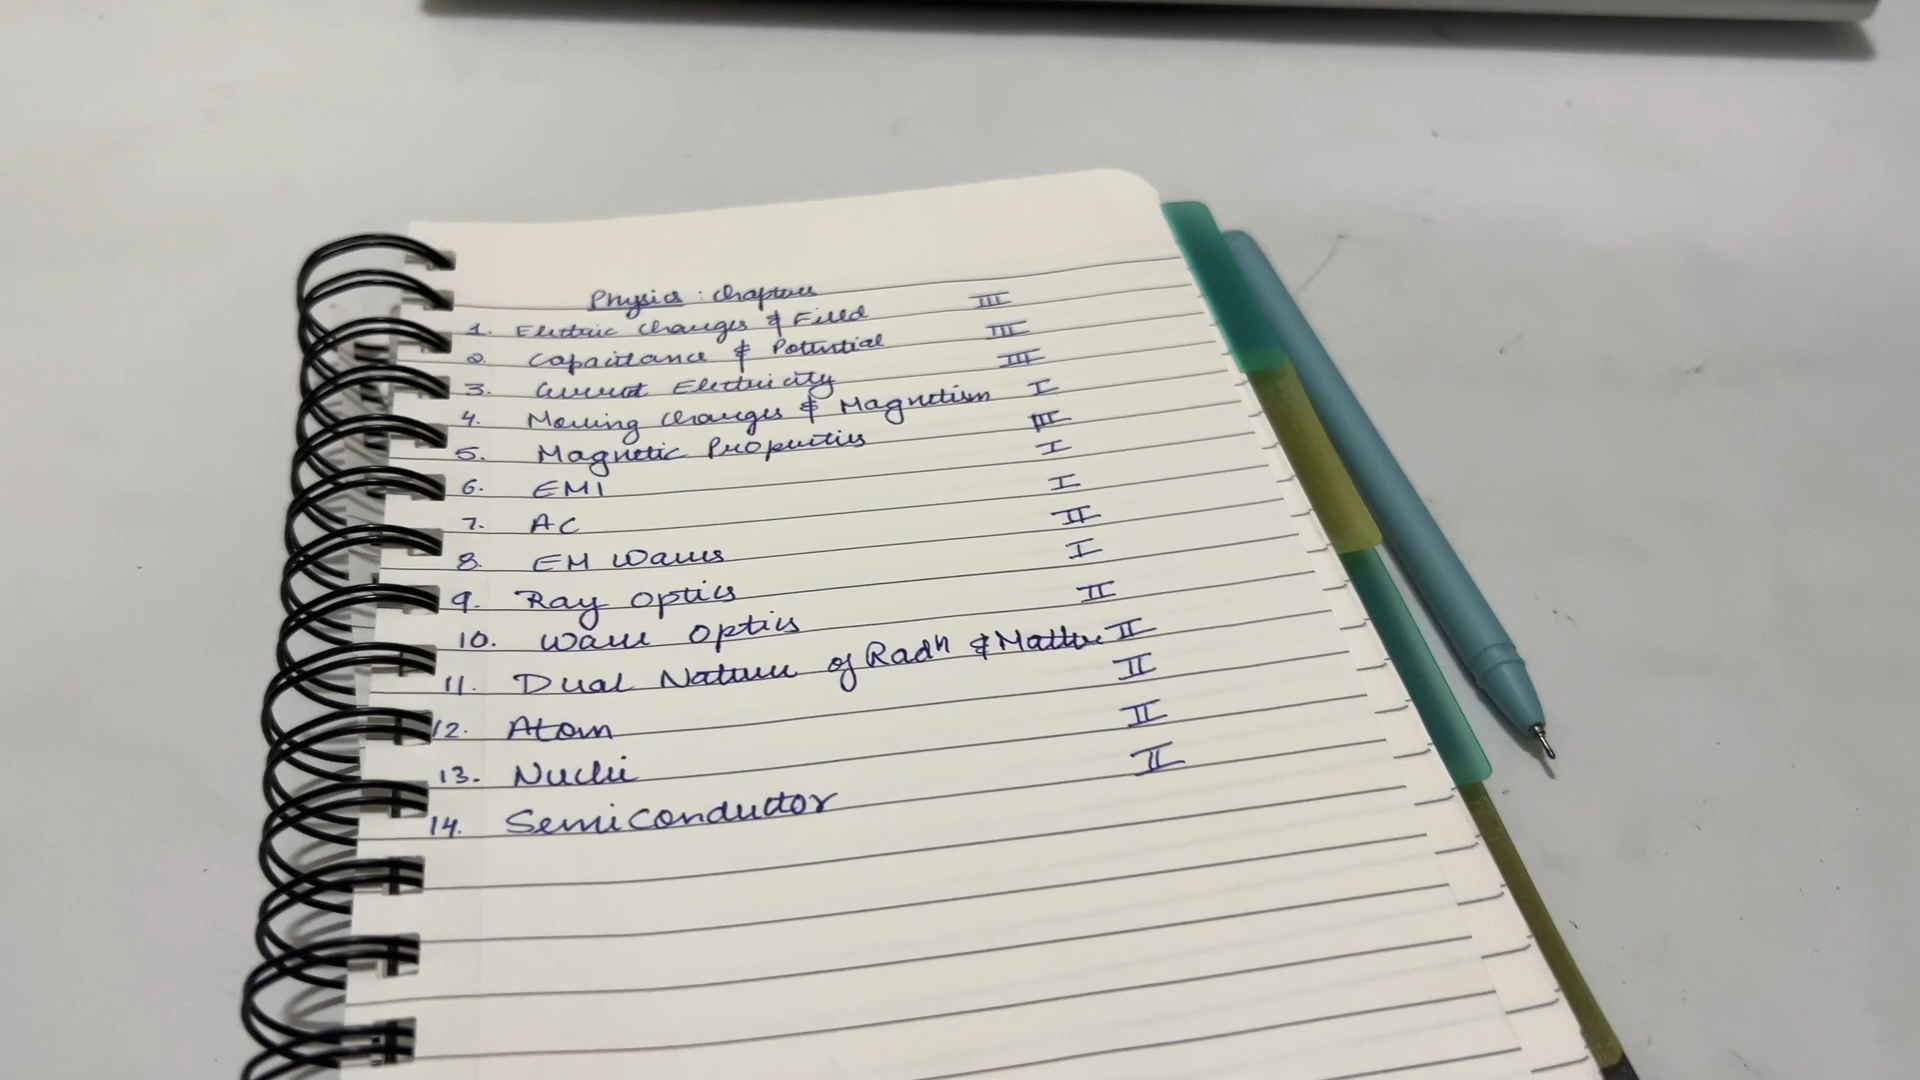 Physics : Chapters
1. Electric Charges & Field III
2. Capacitance & Potential III
3. Current Electricity III
4. Moving Charges & Magnetism I
5. Magnetic Properties III
6. EMI I
7. AC I
8. EM Waves II
9. Ray Optics I
10. Wave Optics II
11. Dual Nature of Radn & Matter II
12. Atom II
13. Nuclei II
14. Semiconductor II